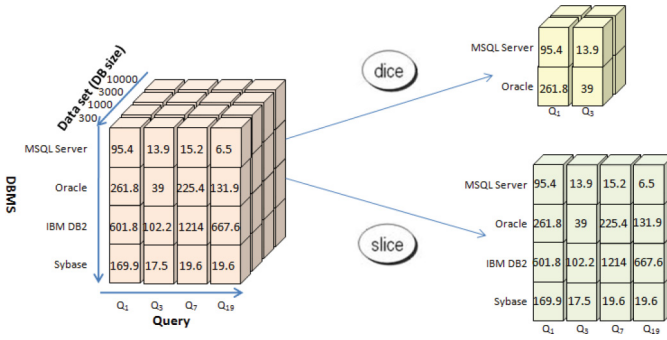 Data set (DB size)
10000
3000
1000
300
DBMS
MSQL Server 95.4 13.9 15.2 6.5
Oracle 261.8 39 225.4 131.9
IBM DB2 601.8 102.2 1214 667.6
Sybase 169.9 17.5 19.6 19.6
Q1 Q3 Q7 Q19
Query
dice
slice
MSQL Server 95.4 13.9
Oracle 261.8 39
Q1 Q3
MSQL Server 95.4 13.9 15.2 6.5
Oracle 261.8 39 225.4 131.9
IBM DB2 601.8 102.2 1214 667.6
Sybase 169.9 17.5 19.6 19.6
Q1 Q3 Q7 Q19